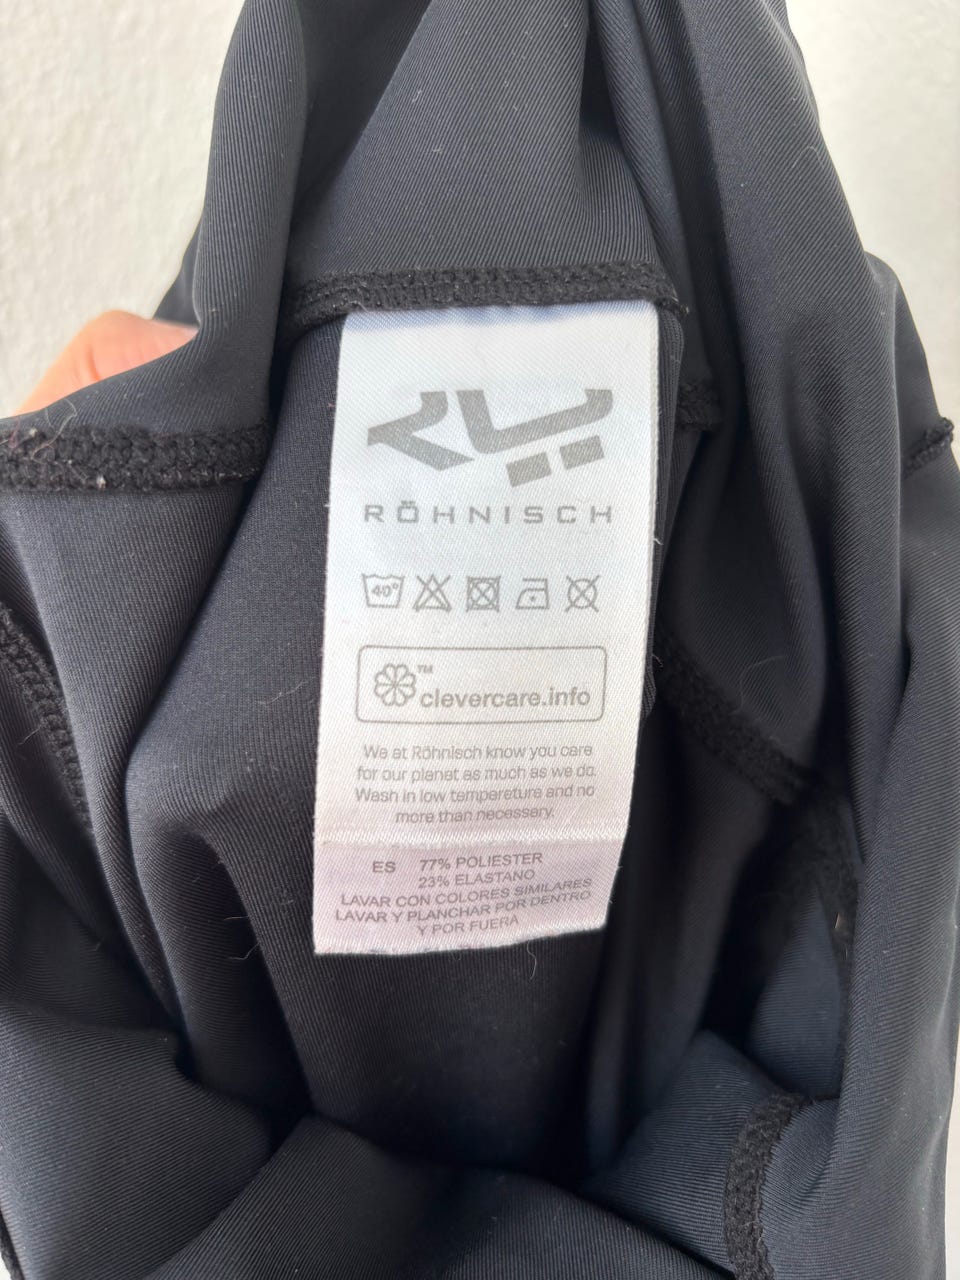 RÖHNISCH
40°
™
clevercare.info
We at Röhnisch know you care
for our planet as much as we do.
Wash in low temperature and no
more than necessary.
ES 77% POLIESTER
23% ELASTANO
LAVAR CON COLORES SIMILARES
LAVAR Y PLANCHAR POR DENTRO
Y POR FUERA